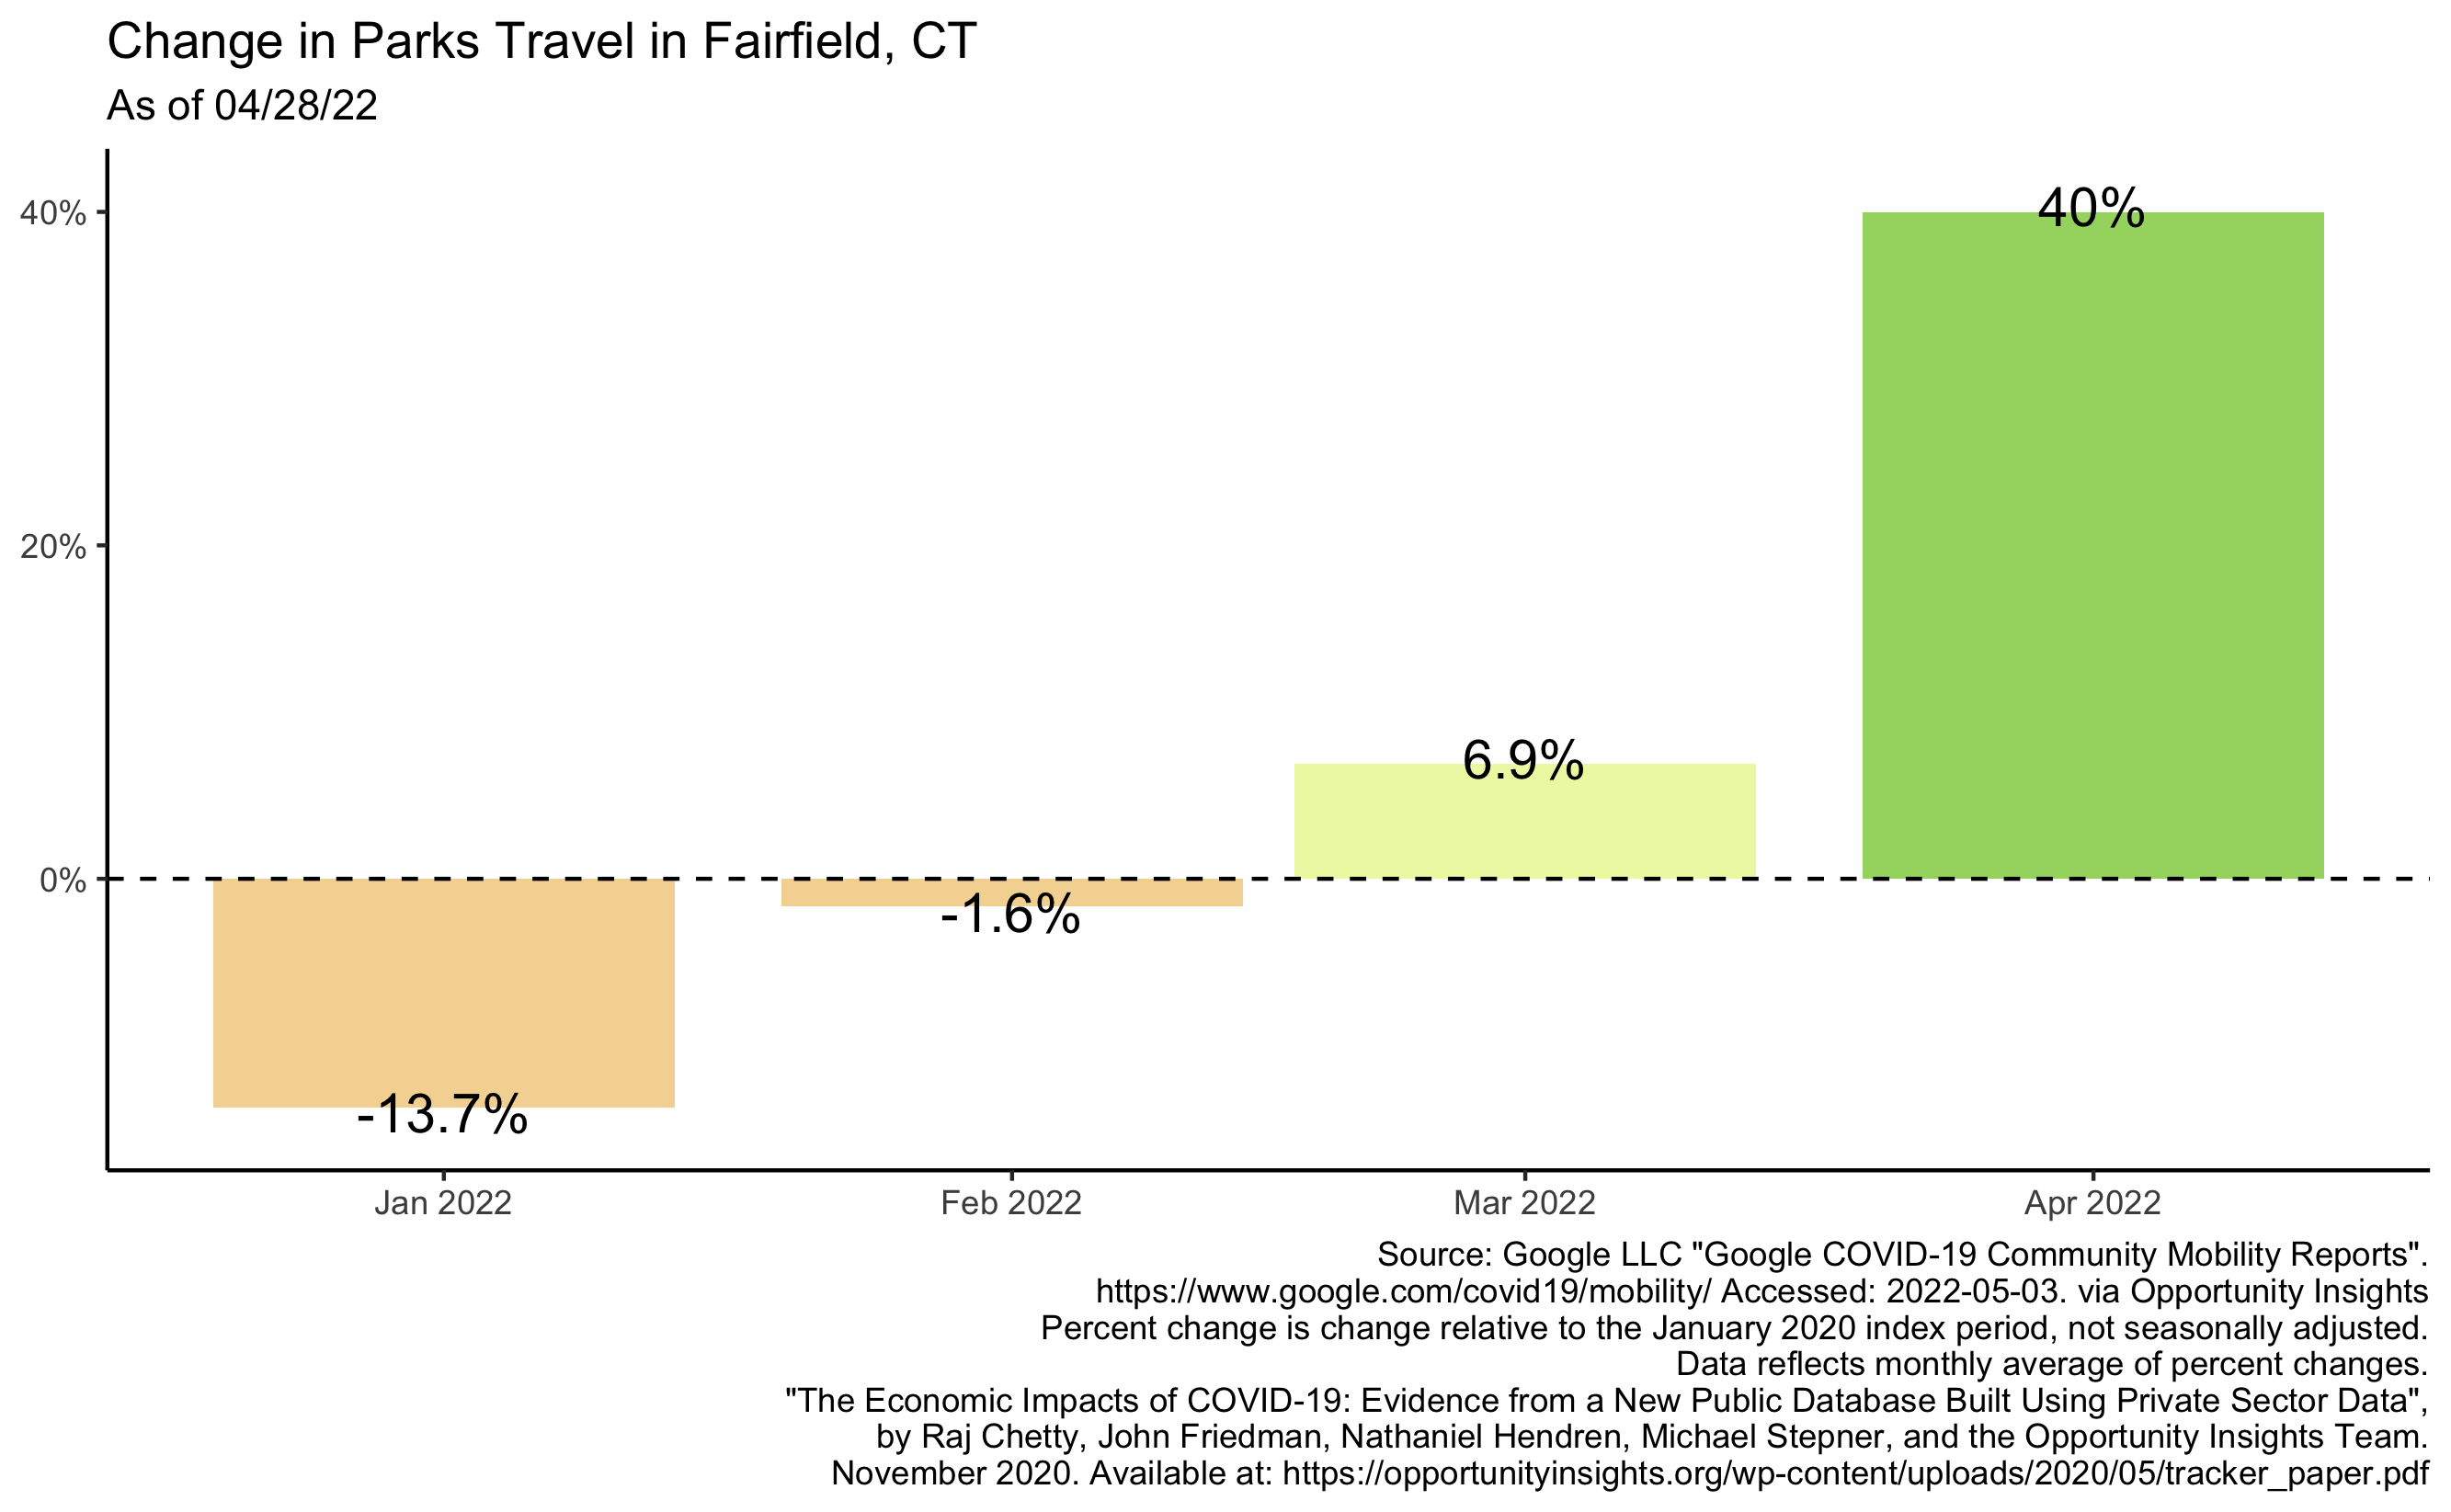 Change in Parks Travel in Fairfield, CT
As of 04/28/22
40%
20%
0%
40%
6.9%
-1.6%
-13.7%
Jan 2022
Feb 2022
Mar 2022
Apr 2022
Source: Google LLC "Google COVID-19 Community Mobility Reports".
https://www.google.com/covid19/mobility/ Accessed: 2022-05-03. via Opportunity Insights
Percent change is change relative to the January 2020 index period, not seasonally adjusted.
Data reflects monthly average of percent changes.
"The Economic Impacts of COVID-19: Evidence from a New Public Database Built Using Private Sector Data",
by Raj Chetty, John Friedman, Nathaniel Hendren, Michael Stepner, and the Opportunity Insights Team.
November 2020. Available at: https://opportunityinsights.org/wp-content/uploads/2020/05/tracker_paper.pdf